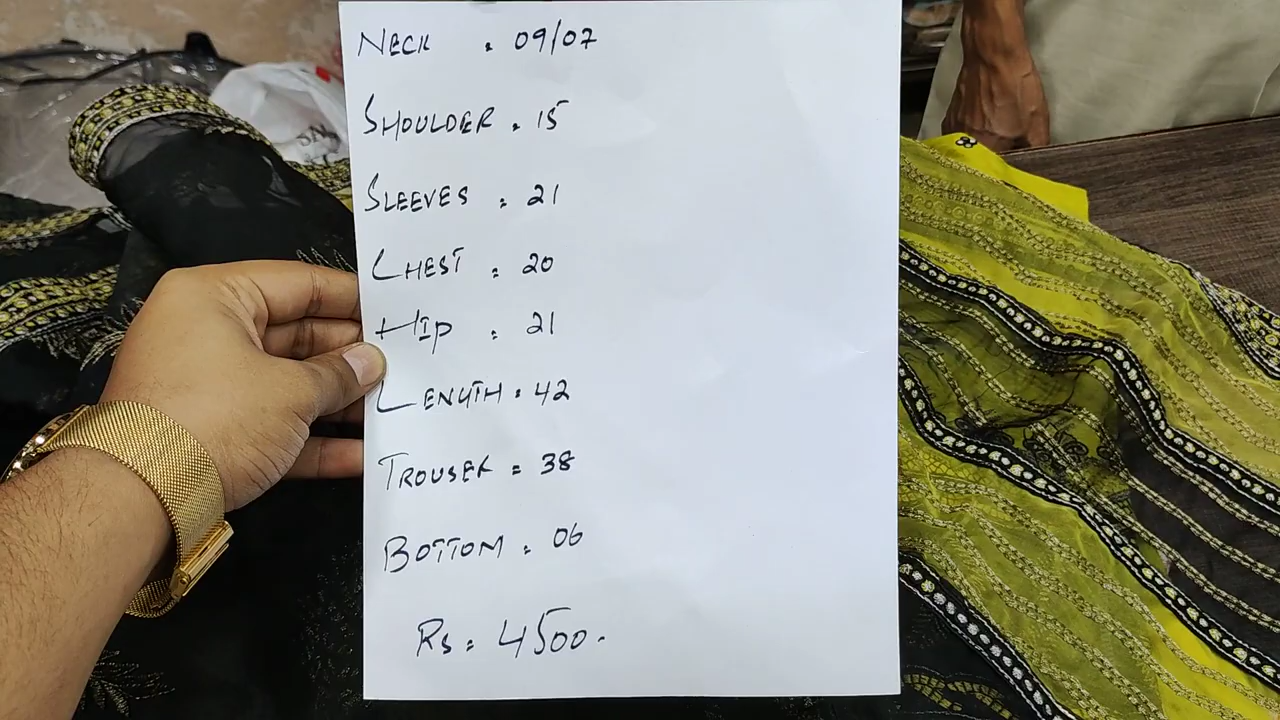 NECK : 09/07
SHOULDER : 15
SLEEVES : 21
CHEST : 20
HIP : 21
LENGTH : 42
TROUSER : 38
BOTTOM : 06
Rs : 4500.